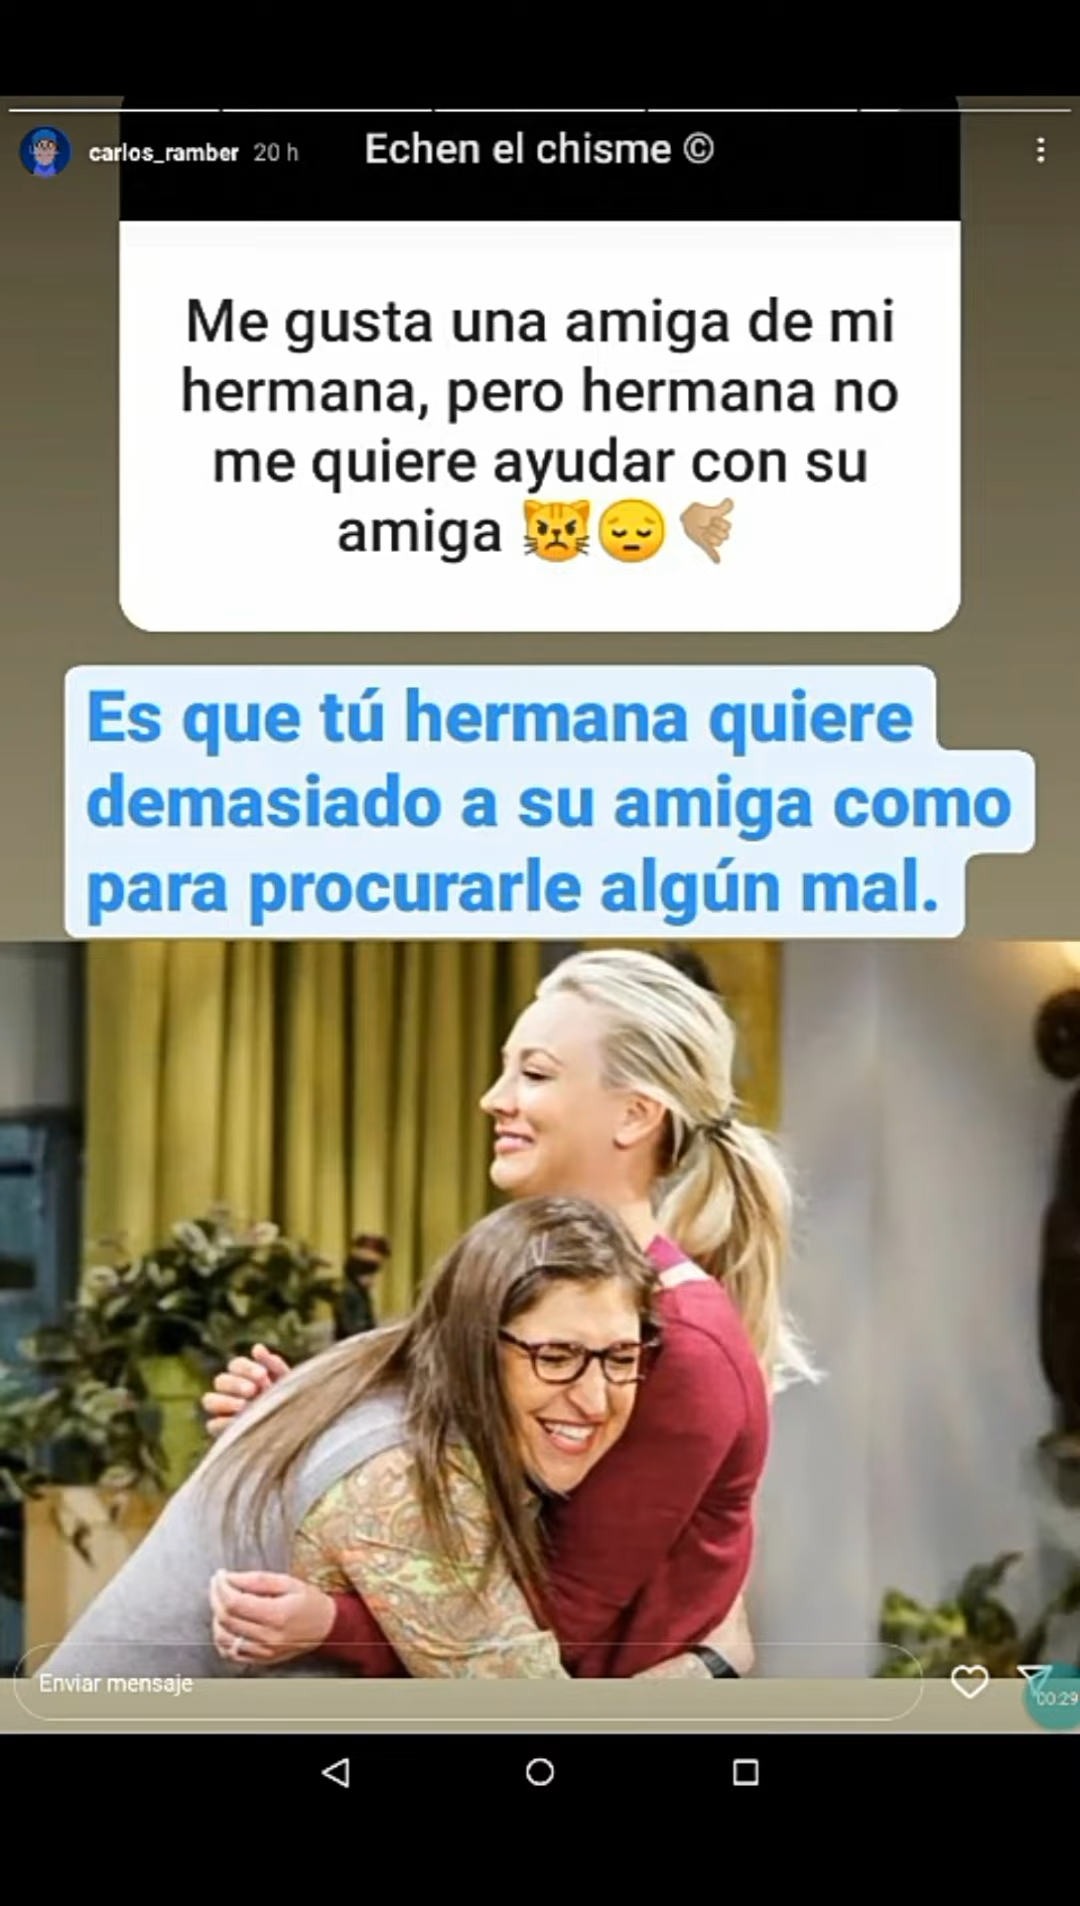 carlos_ramber 20 h
Echen el chisme ©
Me gusta una amiga de mi
hermana, pero hermana no
me quiere ayudar con su
amiga 😾😔🤙🏼
Es que tú hermana quiere
demasiado a su amiga como
para procurarle algún mal.
Enviar mensaje
00:29